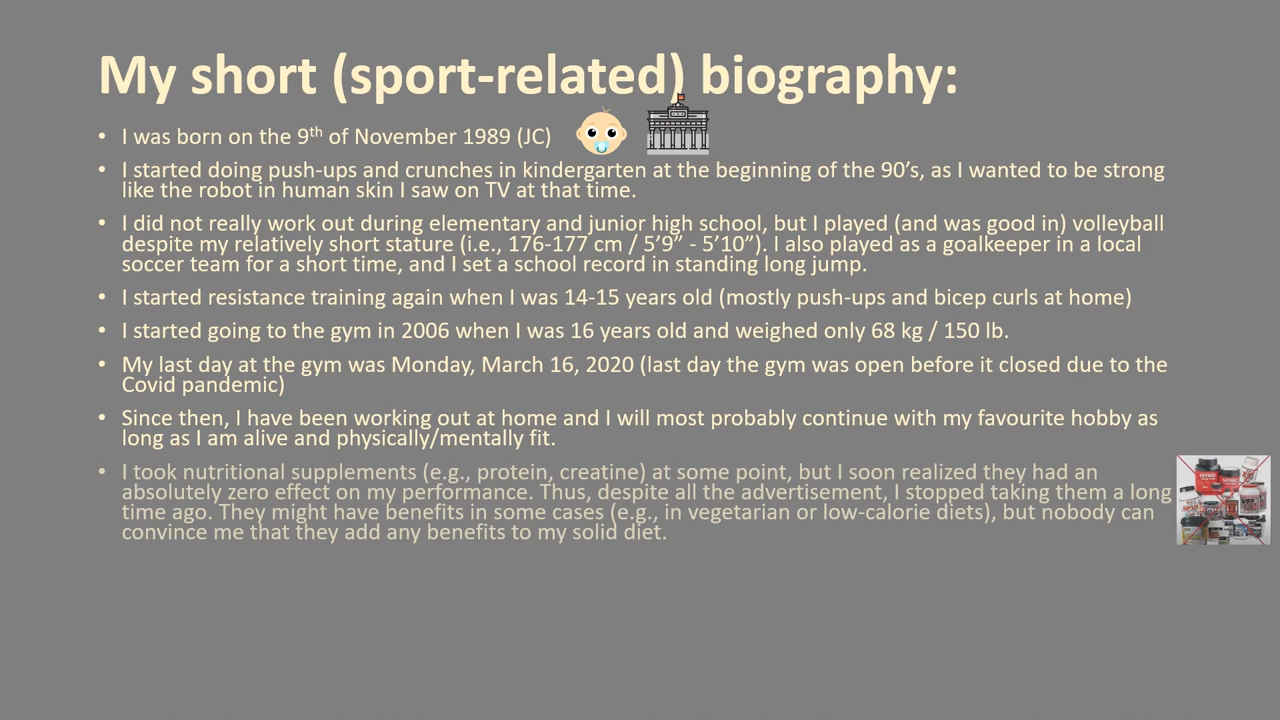 My short (sport-related) biography:
• I was born on the 9th of November 1989 (JC)
• I started doing push-ups and crunches in kindergarten at the beginning of the 90’s, as I wanted to be strong
like the robot in human skin I saw on TV at that time.
• I did not really work out during elementary and junior high school, but I played (and was good in) volleyball
despite my relatively short stature (i.e., 176-177 cm / 5’9” - 5’10”). I also played as a goalkeeper in a local
soccer team for a short time, and I set a school record in standing long jump.
• I started resistance training again when I was 14-15 years old (mostly push-ups and bicep curls at home)
• I started going to the gym in 2006 when I was 16 years old and weighed only 68 kg / 150 lb.
• My last day at the gym was Monday, March 16, 2020 (last day the gym was open before it closed due to the
Covid pandemic)
• Since then, I have been working out at home and I will most probably continue with my favourite hobby as
long as I am alive and physically/mentally fit.
• I took nutritional supplements (e.g., protein, creatine) at some point, but I soon realized they had an
absolutely zero effect on my performance. Thus, despite all the advertisement, I stopped taking them a long
time ago. They might have benefits in some cases (e.g., in vegetarian or low-calorie diets), but nobody can
convince me that they add any benefits to my solid diet.